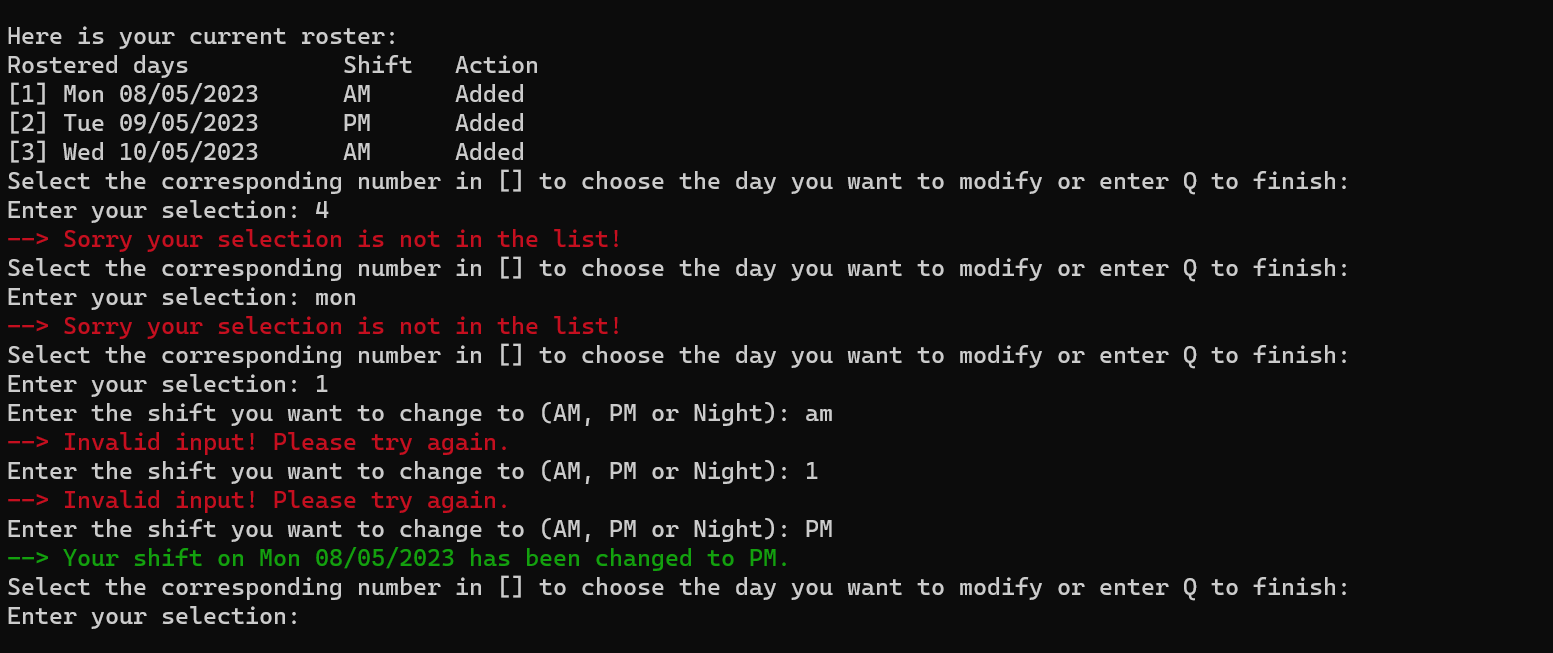 Here is your current roster:
Rostered days           Shift   Action
[1] Mon 08/05/2023      AM      Added
[2] Tue 09/05/2023      PM      Added
[3] Wed 10/05/2023      AM      Added
Select the corresponding number in [] to choose the day you want to modify or enter Q to finish:
Enter your selection: 4
--> Sorry your selection is not in the list!
Select the corresponding number in [] to choose the day you want to modify or enter Q to finish:
Enter your selection: mon
--> Sorry your selection is not in the list!
Select the corresponding number in [] to choose the day you want to modify or enter Q to finish:
Enter your selection: 1
Enter the shift you want to change to (AM, PM or Night): am
--> Invalid input! Please try again.
Enter the shift you want to change to (AM, PM or Night): 1
--> Invalid input! Please try again.
Enter the shift you want to change to (AM, PM or Night): PM
--> Your shift on Mon 08/05/2023 has been changed to PM.
Select the corresponding number in [] to choose the day you want to modify or enter Q to finish:
Enter your selection: